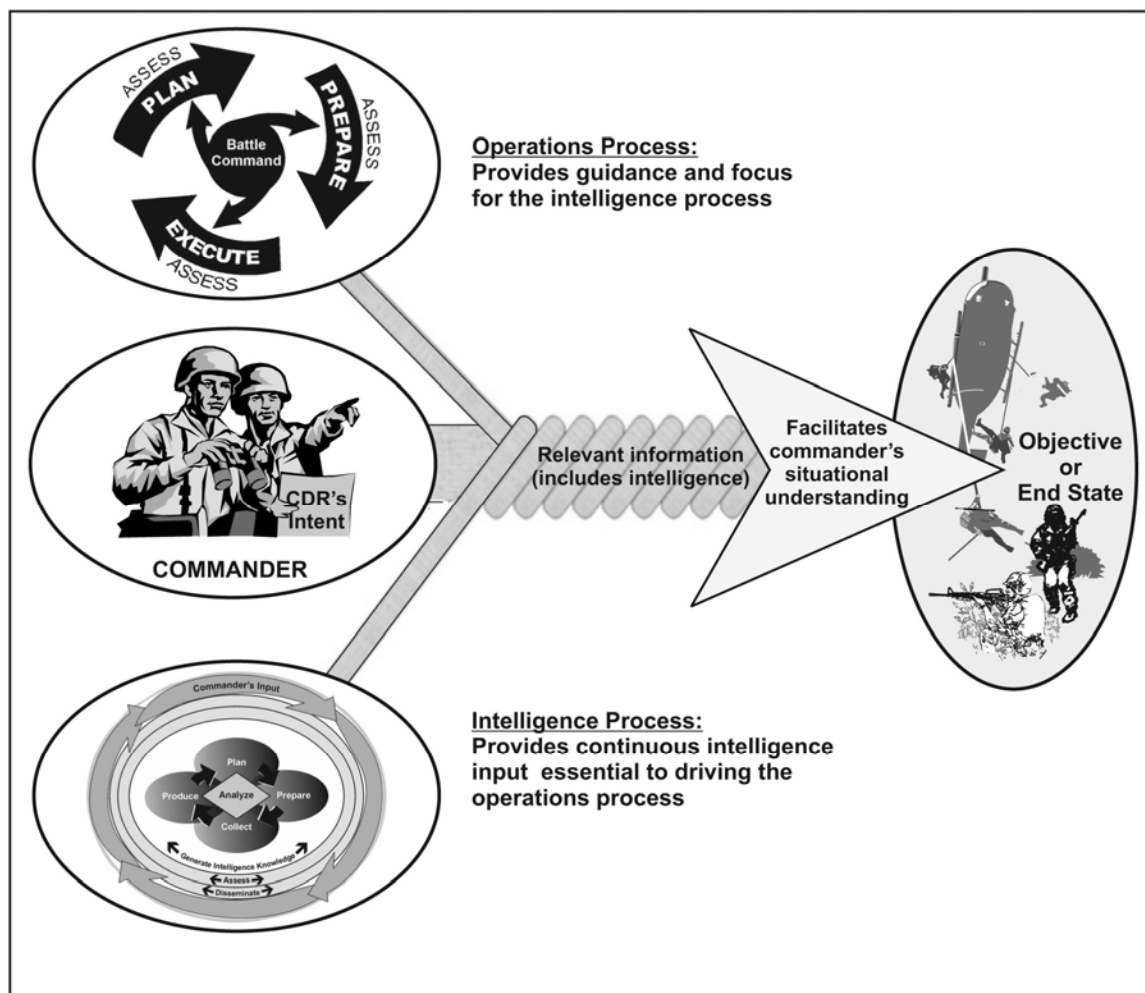 ASSESS
PLAN
ASSESS
PREPARE
Battle
Command
EXECUTE
ASSESS
Operations Process:
Provides guidance and focus
for the intelligence process
CDR's
Intent
COMMANDER
Relevant information
(includes intelligence)
Facilitates
commander's
situational
understanding
Objective
or
End State
Commander's Input
Plan
Produce
Analyze
Prepare
Collect
Generate Intelligence Knowledge
Assess
Disseminate
Intelligence Process:
Provides continuous intelligence
input essential to driving the
operations process